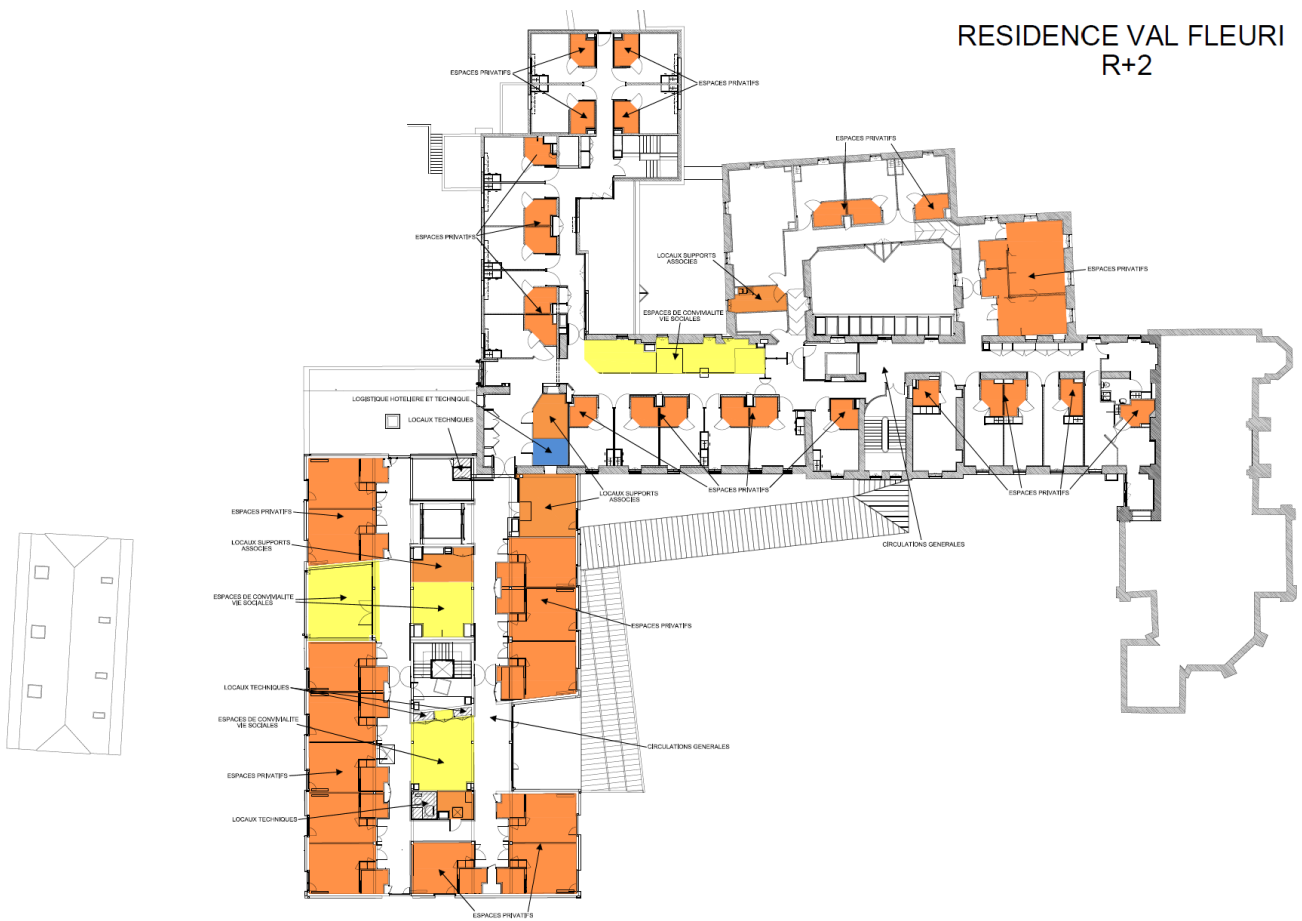 RESIDENCE VAL FLEURI
R+2
ESPACES PRIVATIFS
ESPACES PRIVATIFS
ESPACES PRIVATIFS
ESPACES PRIVATIFS
LOCAUX SUPPORTS
ASSOCIES
ESPACES PRIVATIFS
ESPACES DE CONVIVIALITE
VIE SOCIALES
LOGISTIQUE HOTELIERE ET TECHNIQUE
LOCAUX TECHNIQUES
ESPACES PRIVATIFS
LOCAUX SUPPORTS
ASSOCIES
ESPACES PRIVATIFS
ESPACES PRIVATIFS
LOCAUX SUPPORTS
ASSOCIES
CIRCULATIONS GENERALES
ESPACES DE CONVIVIALITE
VIE SOCIALES
ESPACES PRIVATIFS
LOCAUX TECHNIQUES
ESPACES DE CONVIVIALITE
VIE SOCIALES
CIRCULATIONS GENERALES
ESPACES PRIVATIFS
LOCAUX TECHNIQUES
ESPACES PRIVATIFS